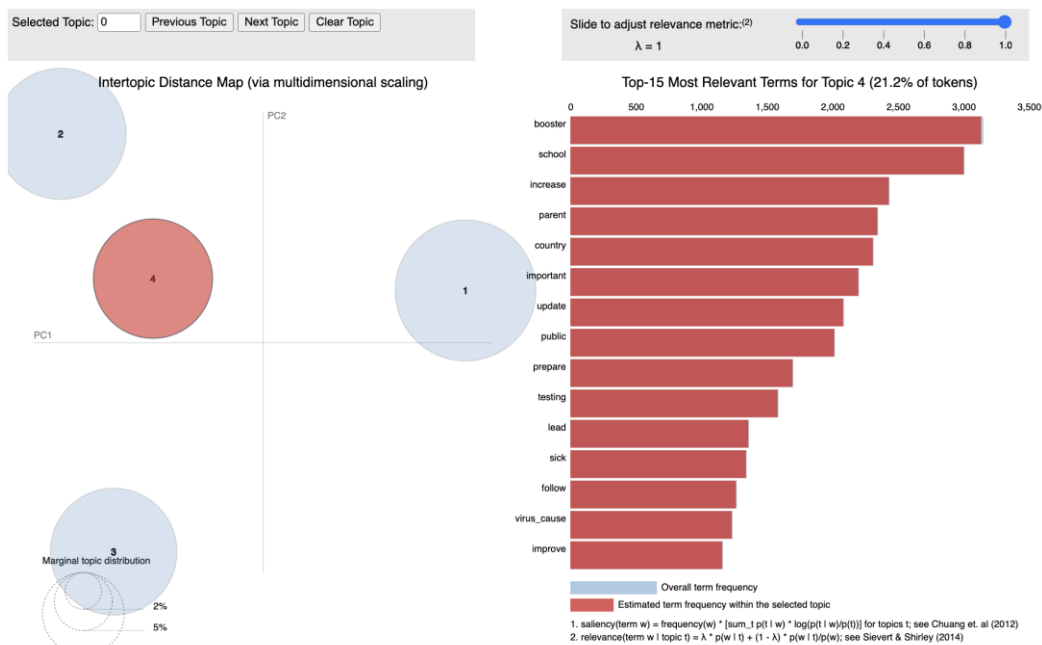 Selected Topic: 0 Previous Topic Next Topic Clear Topic
Slide to adjust relevance metric:(2)
λ = 1
0.0 0.2 0.4 0.6 0.8 1.0
Intertopic Distance Map (via multidimensional scaling)
PC2
PC1
2
4
1
3
Marginal topic distribution
2%
5%
Top-15 Most Relevant Terms for Topic 4 (21.2% of tokens)
0 500 1,000 1,500 2,000 2,500 3,000 3,500
booster
school
increase
parent
country
important
update
public
prepare
testing
lead
sick
follow
virus_cause
improve
Overall term frequency
Estimated term frequency within the selected topic
1. saliency(term w) = frequency(w) * [sum_t p(t | w) * log(p(t | w)/p(t))] for topics t; see Chuang et. al (2012)
2. relevance(term w | topic t) = λ * p(w | t) + (1 - λ) * p(w | t)/p(w); see Sievert & Shirley (2014)